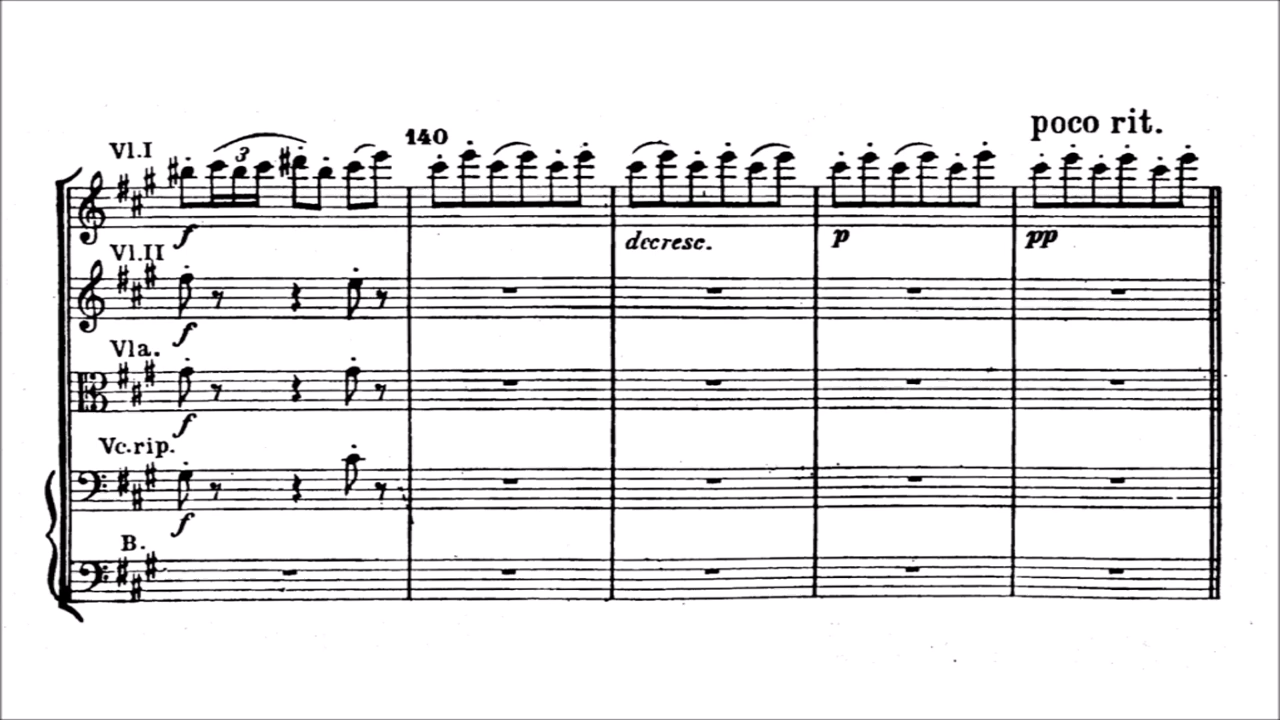 poco rit.
140
Vl.I
3
f
decresc.
p
pp
Vl.II
f
Vla.
f
Vc.rip.
f
B.